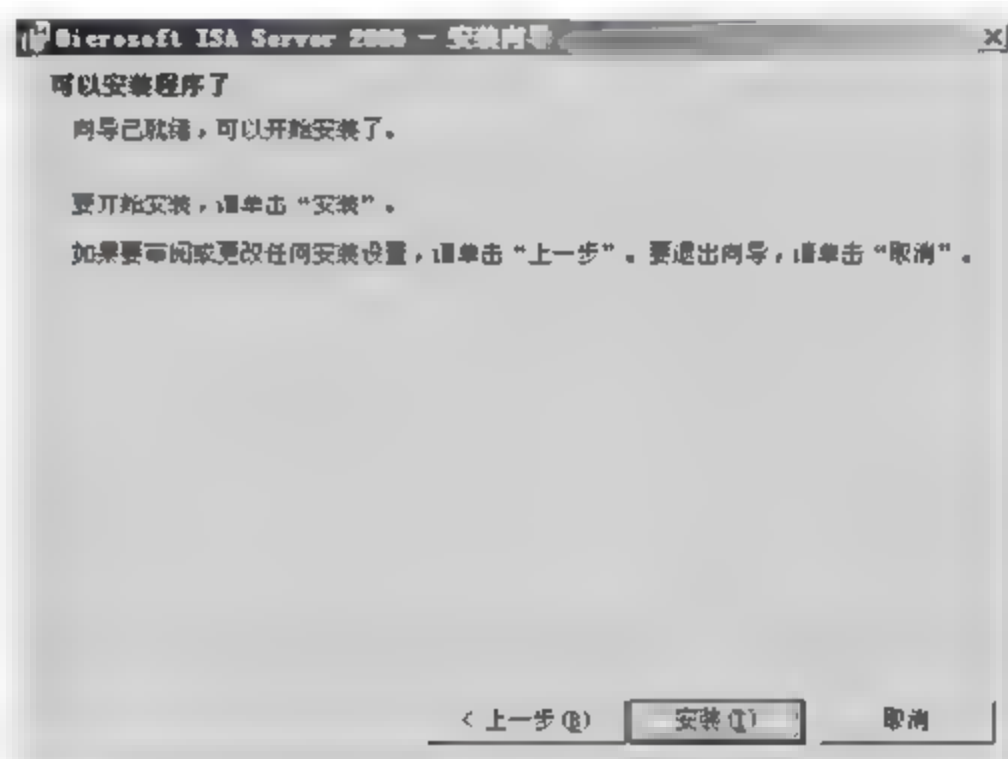 Microsoft ISA Server 2006 - 安装向导
可以安装程序了
向导已就绪，可以开始安装了。
要开始安装，请单击“安装”。
如果要审阅或更改任何安装设置，请单击“上一步”。要退出向导，请单击“取消”。
< 上一步(B)
安装(I)
取消